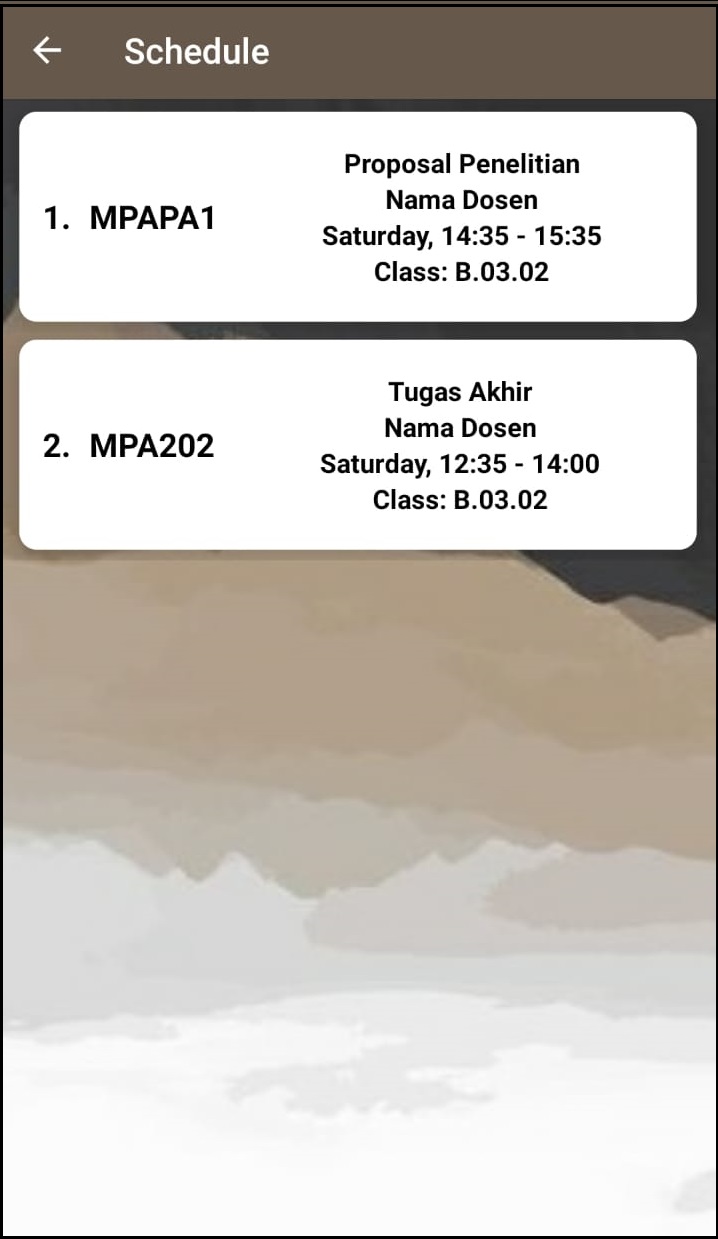 Schedule
1. MPAPA1
Proposal Penelitian
Nama Dosen
Saturday, 14:35 - 15:35
Class: B.03.02
2. MPA202
Tugas Akhir
Nama Dosen
Saturday, 12:35 - 14:00
Class: B.03.02